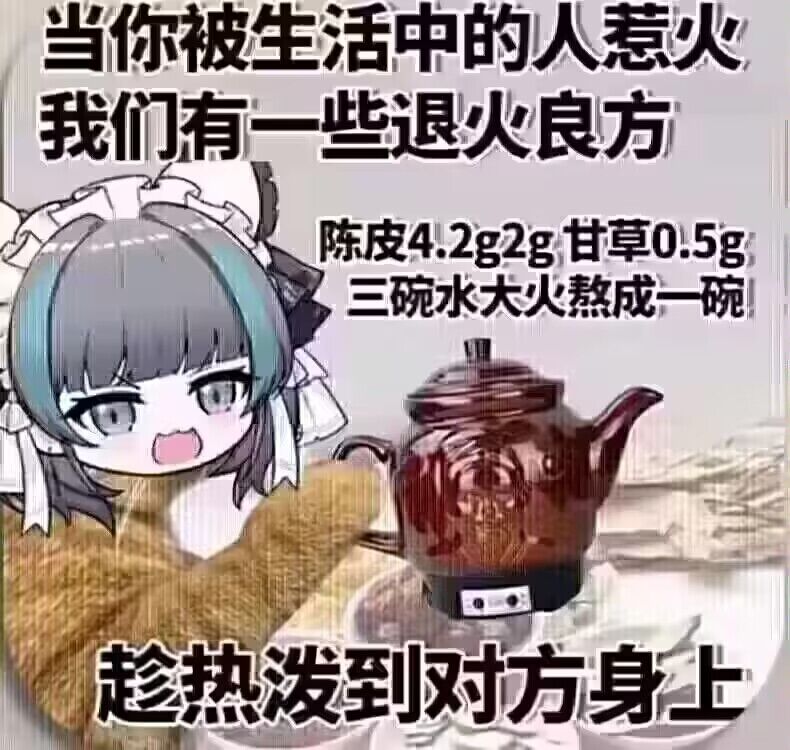 当你被生活中的人惹火
我们有一些退火良方
陈皮4.2g2g 甘草0.5g
三碗水大火熬成一碗
趁热泼到对方身上